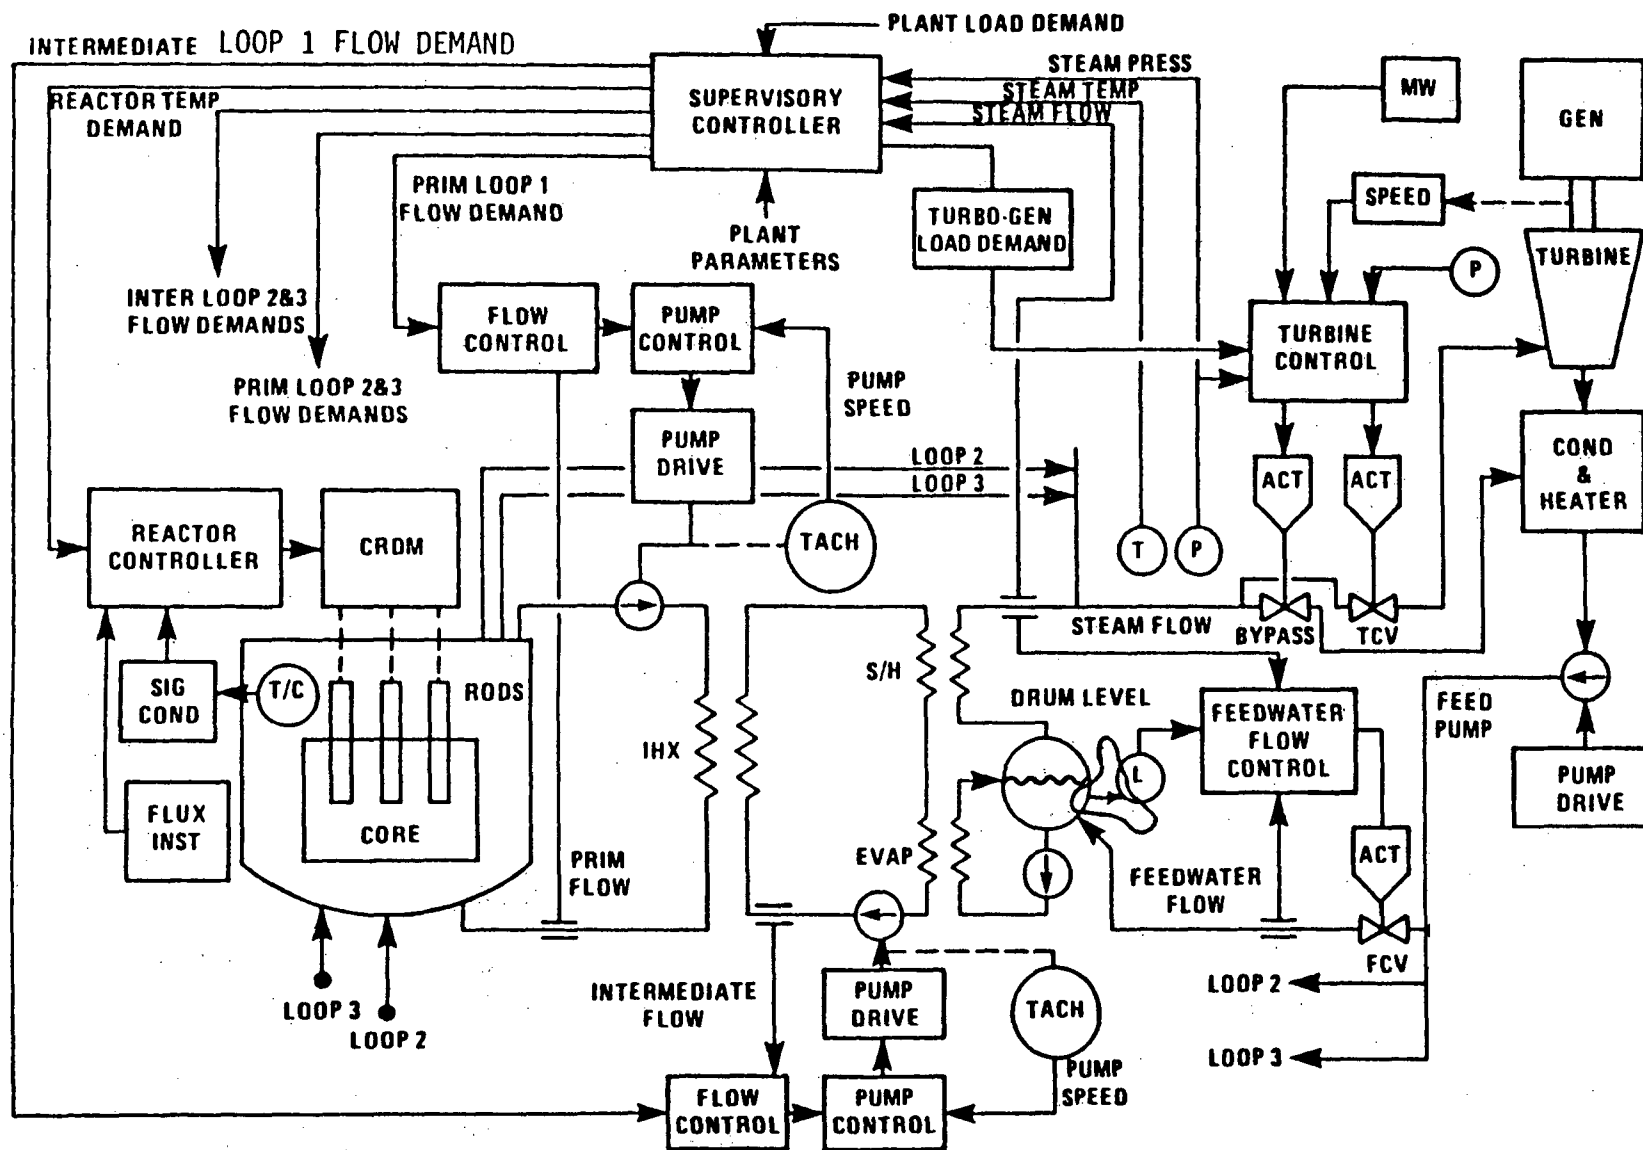 PLANT LOAD DEMAND
INTERMEDIATE LOOP 1 FLOW DEMAND
STEAM PRESS
STEAM TEMP
STEAM FLOW
REACTOR TEMP
DEMAND
SUPERVISORY
CONTROLLER
MW
GEN
PRIM LOOP 1
FLOW DEMAND
PLANT
PARAMETERS
TURBO-GEN
LOAD DEMAND
SPEED
TURBINE
P
INTER LOOP 2&3
FLOW DEMANDS
FLOW
CONTROL
PUMP
CONTROL
TURBINE
CONTROL
PRIM LOOP 2&3
FLOW DEMANDS
PUMP
SPEED
PUMP
DRIVE
LOOP 2
LOOP 3
ACT
ACT
COND
&
HEATER
REACTOR
CONTROLLER
CRDM
TACH
T
P
STEAM FLOW
BYPASS
TCV
SIG
COND
T/C
RODS
S/H
DRUM LEVEL
FEEDWATER
FLOW
CONTROL
FEED
PUMP
IHX
L
PUMP
DRIVE
FLUX
INST
CORE
PRIM
FLOW
EVAP
FEEDWATER
FLOW
ACT
FCV
LOOP 3
LOOP 2
INTERMEDIATE
FLOW
PUMP
DRIVE
TACH
LOOP 2
LOOP 3
FLOW
CONTROL
PUMP
CONTROL
PUMP
SPEED